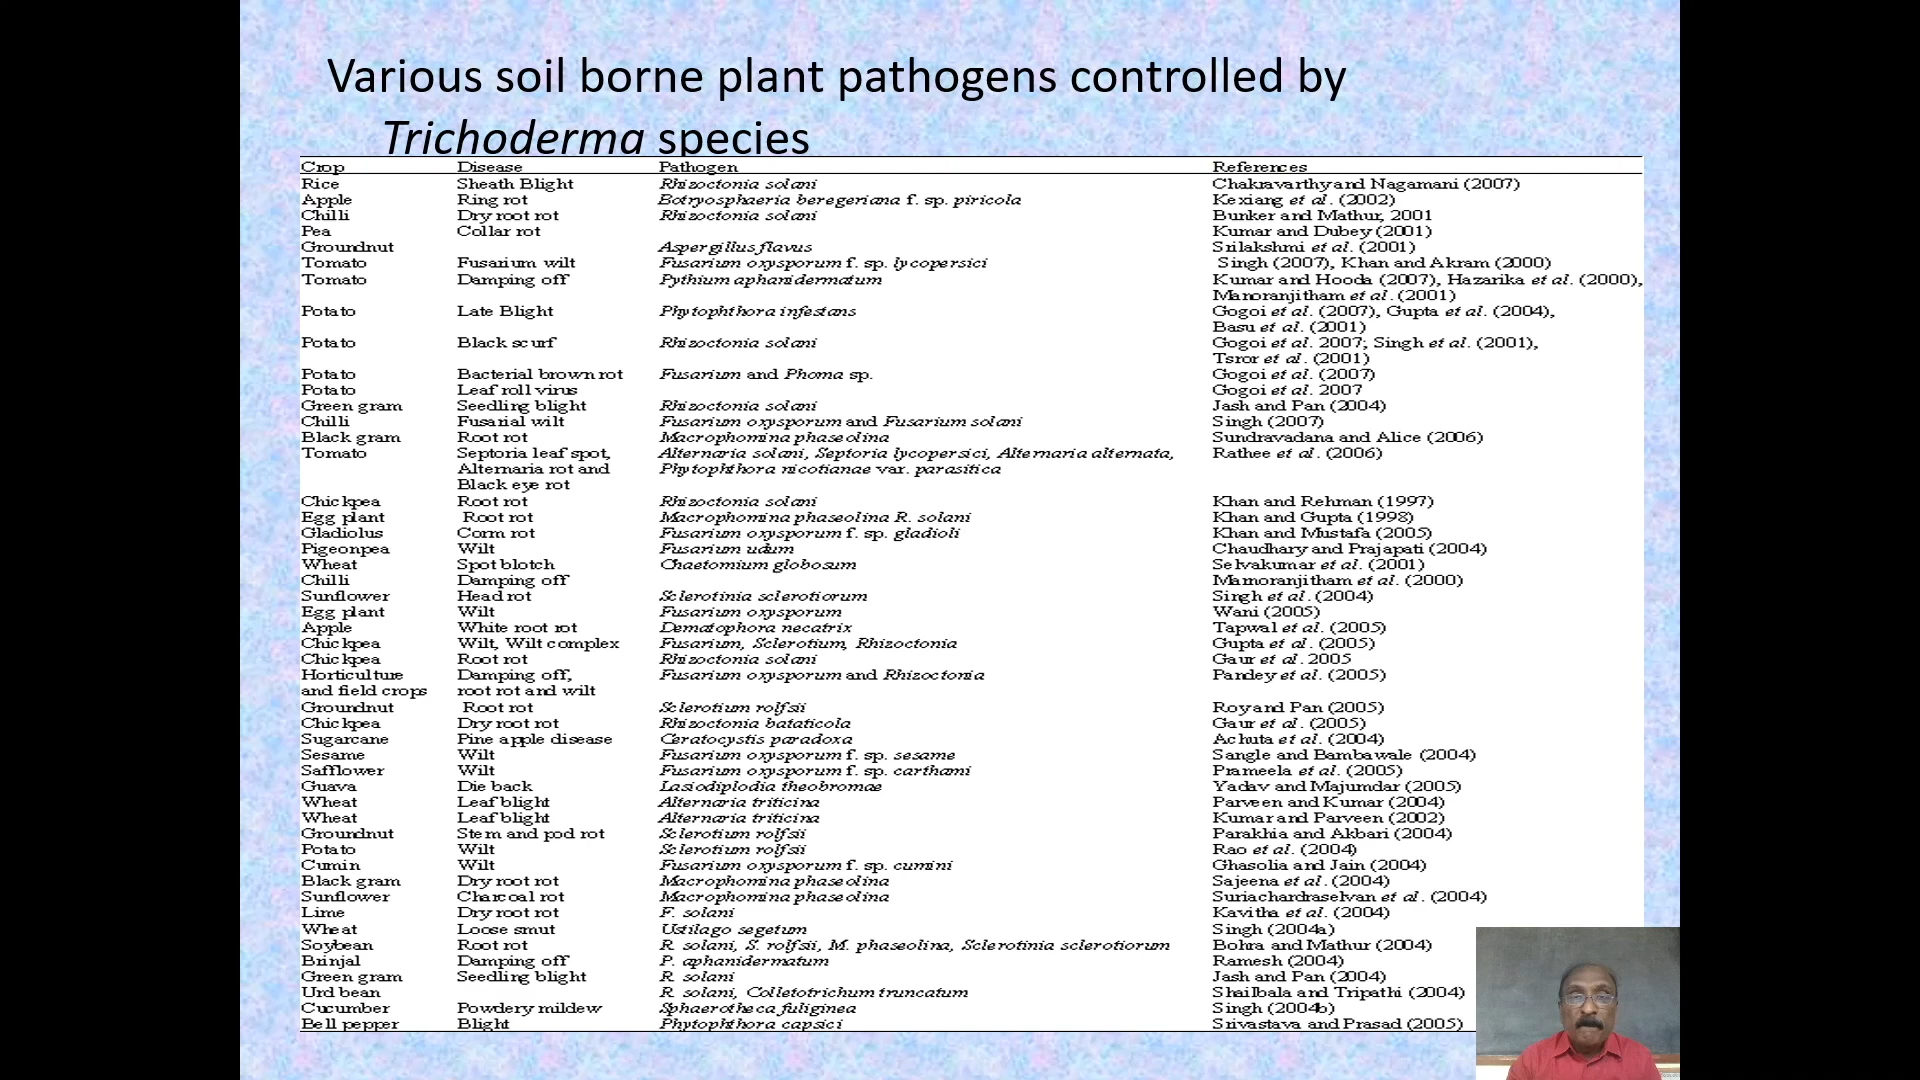 Various soil borne plant pathogens controlled by
Trichoderma species
Crop Disease Pathogen References
Rice Sheath Blight Rhizoctonia solani Chakravarthy and Nagamani (2007)
Apple Ring rot Botryosphaeria beregeriana f. sp. piricola Kexiang et al. (2002)
Chilli Dry root rot Rhizoctonia solani Bunker and Mathur, 2001
Pea Collar rot Kumar and Dubey (2001)
Groundnut Aspergillus flavus Srilakshmi et al. (2001)
Tomato Fusarium wilt Fusarium oxysporum f. sp. lycopersici Singh (2007), Khan and Akram (2000)
Tomato Damping off Pythium aphanidermatum Kumar and Hooda (2007), Hazarika et al. (2000),
Manoranjitham et al. (2001)
Potato Late Blight Phytophthora infestans Gogoi et al. (2007), Gupta et al. (2004),
Basu et al. (2001)
Potato Black scurf Rhizoctonia solani Gogoi et al. 2007; Singh et al. (2001),
Tsror et al. (2001)
Potato Bacterial brown rot Fusarium and Phoma sp. Gogoi et al. (2007)
Potato Leaf roll virus Gogoi et al. 2007
Green gram Seedling blight Rhizoctonia solani Jash and Pan (2004)
Chilli Fusarial wilt Fusarium oxysporum and Fusarium solani Singh (2007)
Black gram Root rot Macrophomina phaseolina Sundravadana and Alice (2006)
Tomato Septoria leaf spot, Alternaria solani, Septoria lycopersici, Alternaria alternata, Rathee et al. (2006)
Alternaria rot and Phytophthora nicotianae var. parasitica
Black eye rot
Chickpea Root rot Rhizoctonia solani Khan and Rehman (1997)
Egg plant Root rot Macrophomina phaseolina R. solani Khan and Gupta (1998)
Gladiolus Corm rot Fusarium oxysporum f. sp. gladioli Khan and Mustafa (2005)
Pigeonpea Wilt Fusarium udum Chaudhary and Prajapati (2004)
Wheat Spot blotch Chaetomium globosum Selvakumar et al. (2001)
Chilli Damping off Manoranjitham et al. (2000)
Sunflower Head rot Sclerotinia sclerotiorum Singh et al. (2004)
Egg plant Wilt Fusarium oxysporum Wani (2005)
Apple White root rot Dematophora necatrix Tapwal et al. (2005)
Chickpea Wilt, Wilt complex Fusarium, Sclerotium, Rhizoctonia Gupta et al. (2005)
Chickpea Root rot Rhizoctonia solani Gaur et al. 2005
Horticulture Damping off, Fusarium oxysporum and Rhizoctonia Pandey et al. (2005)
and field crops root rot and wilt
Groundnut Root rot Sclerotium rolfsii Roy and Pan (2005)
Chickpea Dry root rot Rhizoctonia bataticola Gaur et al. (2005)
Sugarcane Pine apple disease Ceratocystis paradoxa Achuta et al. (2004)
Sesame Wilt Fusarium oxysporum f. sp. sesame Sangle and Bambawale (2004)
Safflower Wilt Fusarium oxysporum f. sp. carthami Prameela et al. (2005)
Guava Die back Lasiodiplodia theobromae Yadav and Majumdar (2005)
Wheat Leaf blight Alternaria triticina Parveen and Kumar (2004)
Wheat Leaf blight Alternaria triticina Kumar and Parveen (2002)
Groundnut Stem and pod rot Sclerotium rolfsii Parakhia and Akbari (2004)
Potato Wilt Sclerotium rolfsii Rao et al. (2004)
Cumin Wilt Fusarium oxysporum f. sp. cumini Ghasolia and Jain (2004)
Black gram Dry root rot Macrophomina phaseolina Sajeena et al. (2004)
Sunflower Charcoal rot Macrophomina phaseolina Suriachardraselvan et al. (2004)
Lime Dry root rot F. solani Kavitha et al. (2004)
Wheat Loose smut Ustilago segetum Singh (2004a)
Soybean Root rot R. solani, S. rolfsii, M. phaseolina, Sclerotinia sclerotiorum Bohra and Mathur (2004)
Brinjal Damping off P. aphanidermatum Ramesh (2004)
Green gram Seedling blight R. solani Jash and Pan (2004)
Urd bean R. solani, Colletotrichum truncatum Shailbala and Tripathi (2004)
Cucumber Powdery mildew Sphaerotheca fuliginea Singh (2004b)
Bell pepper Blight Phytophthora capsici Srivastava and Prasad (2005)